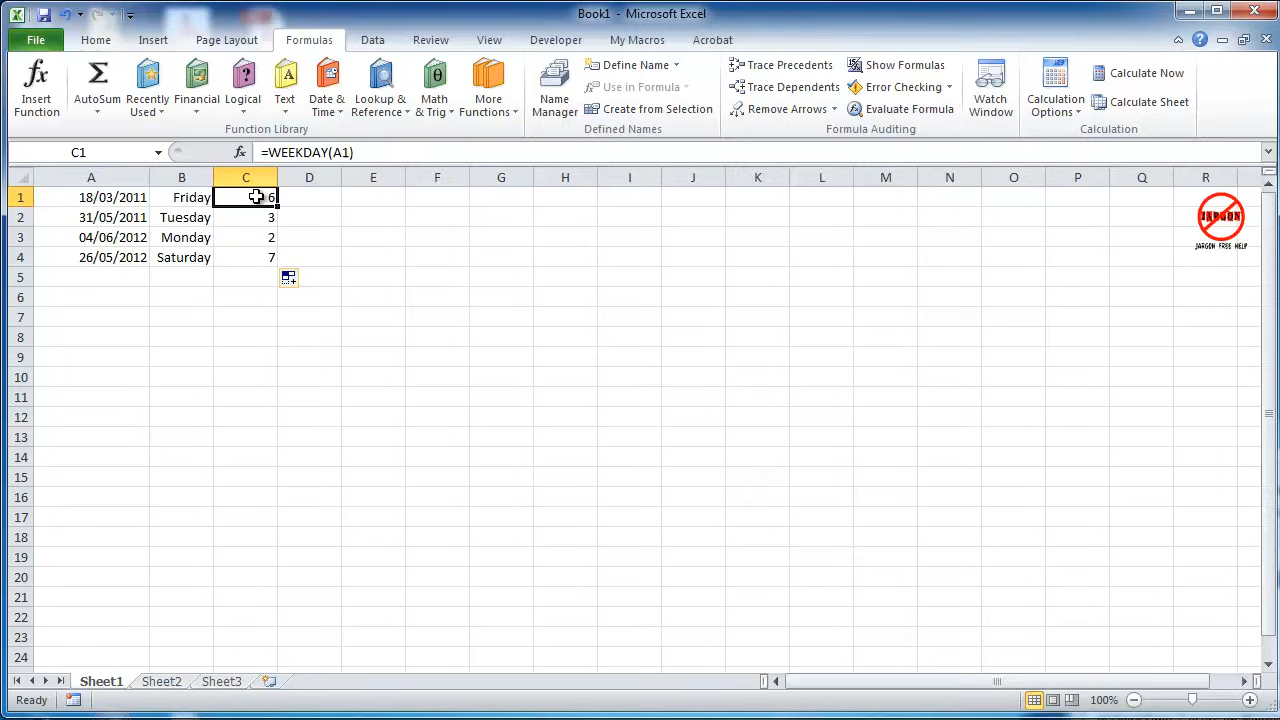 Book1 - Microsoft Excel
File Home Insert Page Layout Formulas Data Review View Developer My Macros Acrobat
Insert Function
AutoSum
Recently Used
Financial
Logical
Text
Date & Time
Lookup & Reference
Math & Trig
More Functions
Function Library
Name Manager
Define Name
Use in Formula
Create from Selection
Defined Names
Trace Precedents
Trace Dependents
Remove Arrows
Show Formulas
Error Checking
Evaluate Formula
Formula Auditing
Watch Window
Calculation Options
Calculate Now
Calculate Sheet
Calculation
C1 fx =WEEKDAY(A1)
A B C D E F G H I J K L M N O P Q R
1 18/03/2011 Friday 6
2 31/05/2011 Tuesday 3
3 04/06/2012 Monday 2
4 26/05/2012 Saturday 7
5
6
7
8
9
10
11
12
13
14
15
16
17
18
19
20
21
22
23
24
JARGON
JARGON FREE HELP
Sheet1 Sheet2 Sheet3
Ready 100%